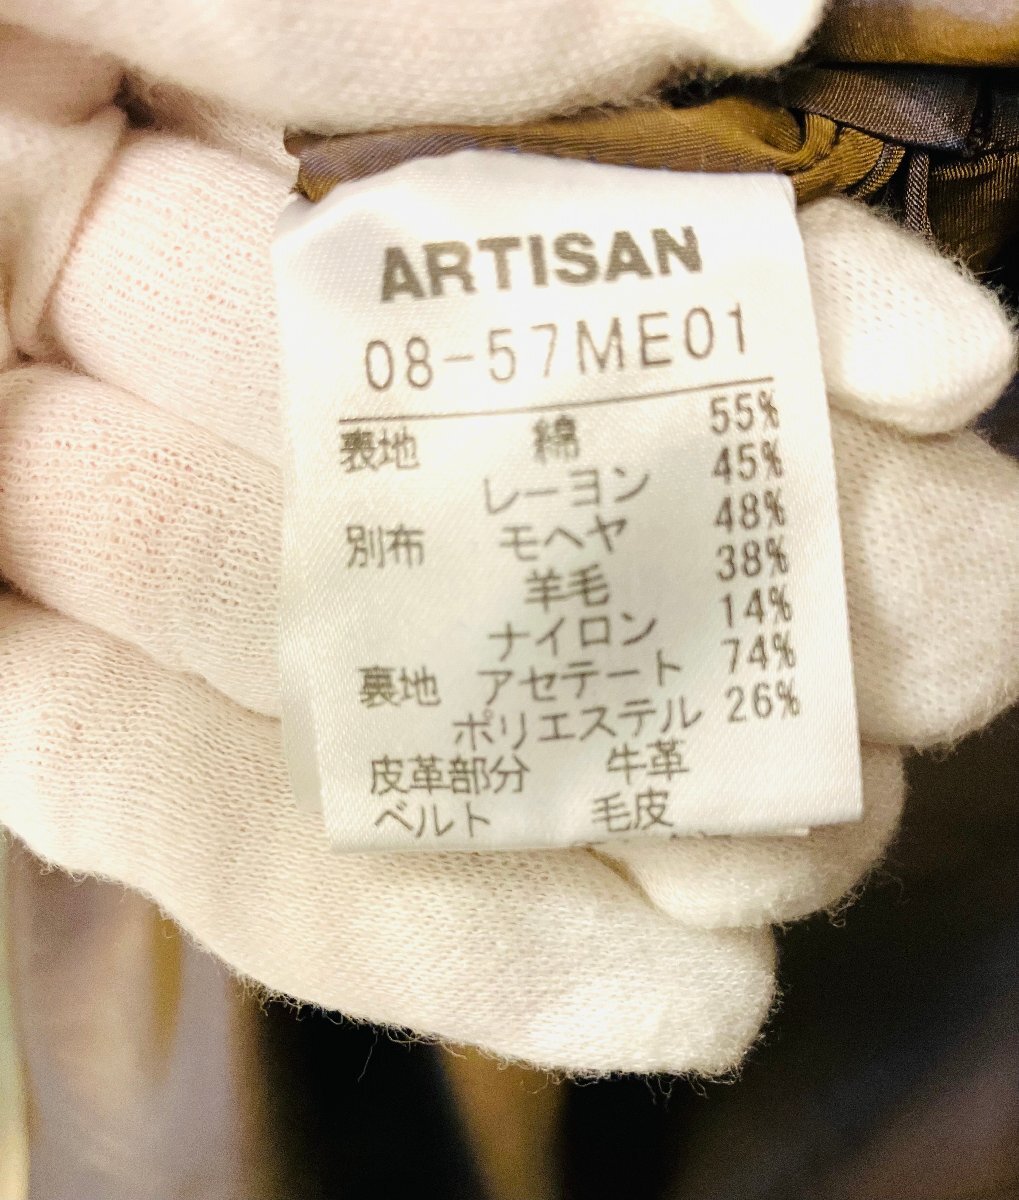 ARTISAN
08-57ME01
表地 綿 55%
レーヨン 45%
別布 モヘヤ 48%
羊毛 38%
ナイロン 14%
裏地 アセテート 74%
ポリエステル 26%
皮革部分 牛革
ベルト 毛皮